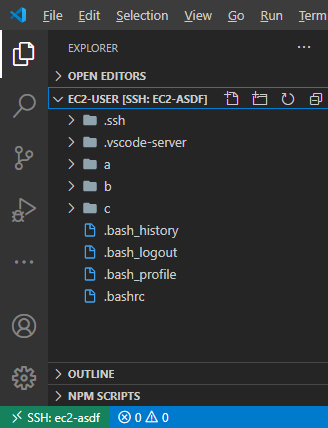 File Edit Selection View Go Run Term
EXPLORER
OPEN EDITORS
EC2-USER [SSH: EC2-ASDF]
.ssh
.vscode-server
a
b
c
.bash_history
.bash_logout
.bash_profile
.bashrc
OUTLINE
NPM SCRIPTS
SSH: ec2-asdf 0 0